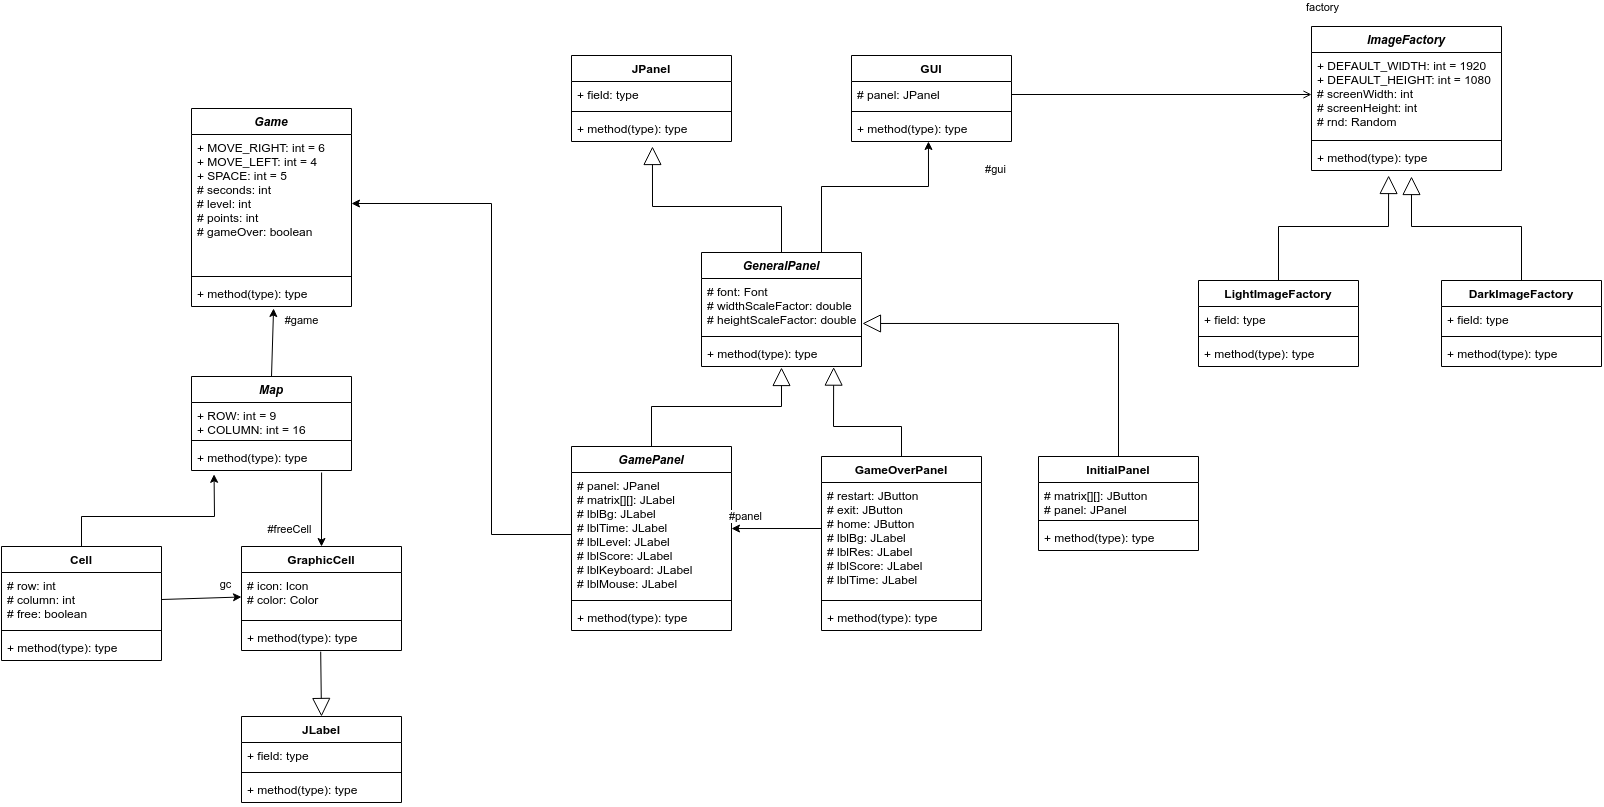 factory
ImageFactory
+ DEFAULT_WIDTH: int = 1920
+ DEFAULT_HEIGHT: int = 1080
# screenWidth: int
# screenHeight: int
# rnd: Random
+ method(type): type
JPanel
+ field: type
+ method(type): type
GUI
# panel: JPanel
+ method(type): type
#gui
Game
+ MOVE_RIGHT: int = 6
+ MOVE_LEFT: int = 4
+ SPACE: int = 5
# seconds: int
# level: int
# points: int
# gameOver: boolean
+ method(type): type
#game
GeneralPanel
# font: Font
# widthScaleFactor: double
# heightScaleFactor: double
+ method(type): type
LightImageFactory
+ field: type
+ method(type): type
DarkImageFactory
+ field: type
+ method(type): type
Map
+ ROW: int = 9
+ COLUMN: int = 16
+ method(type): type
#freeCell
GamePanel
# panel: JPanel
# matrix[][]: JLabel
# lblBg: JLabel
# lblTime: JLabel
# lblLevel: JLabel
# lblScore: JLabel
# lblKeyboard: JLabel
# lblMouse: JLabel
+ method(type): type
#panel
GameOverPanel
# restart: JButton
# exit: JButton
# home: JButton
# lblBg: JLabel
# lblRes: JLabel
# lblScore: JLabel
# lblTime: JLabel
+ method(type): type
InitialPanel
# matrix[][]: JButton
# panel: JPanel
+ method(type): type
Cell
# row: int
# column: int
# free: boolean
+ method(type): type
gc
GraphicCell
# icon: Icon
# color: Color
+ method(type): type
JLabel
+ field: type
+ method(type): type